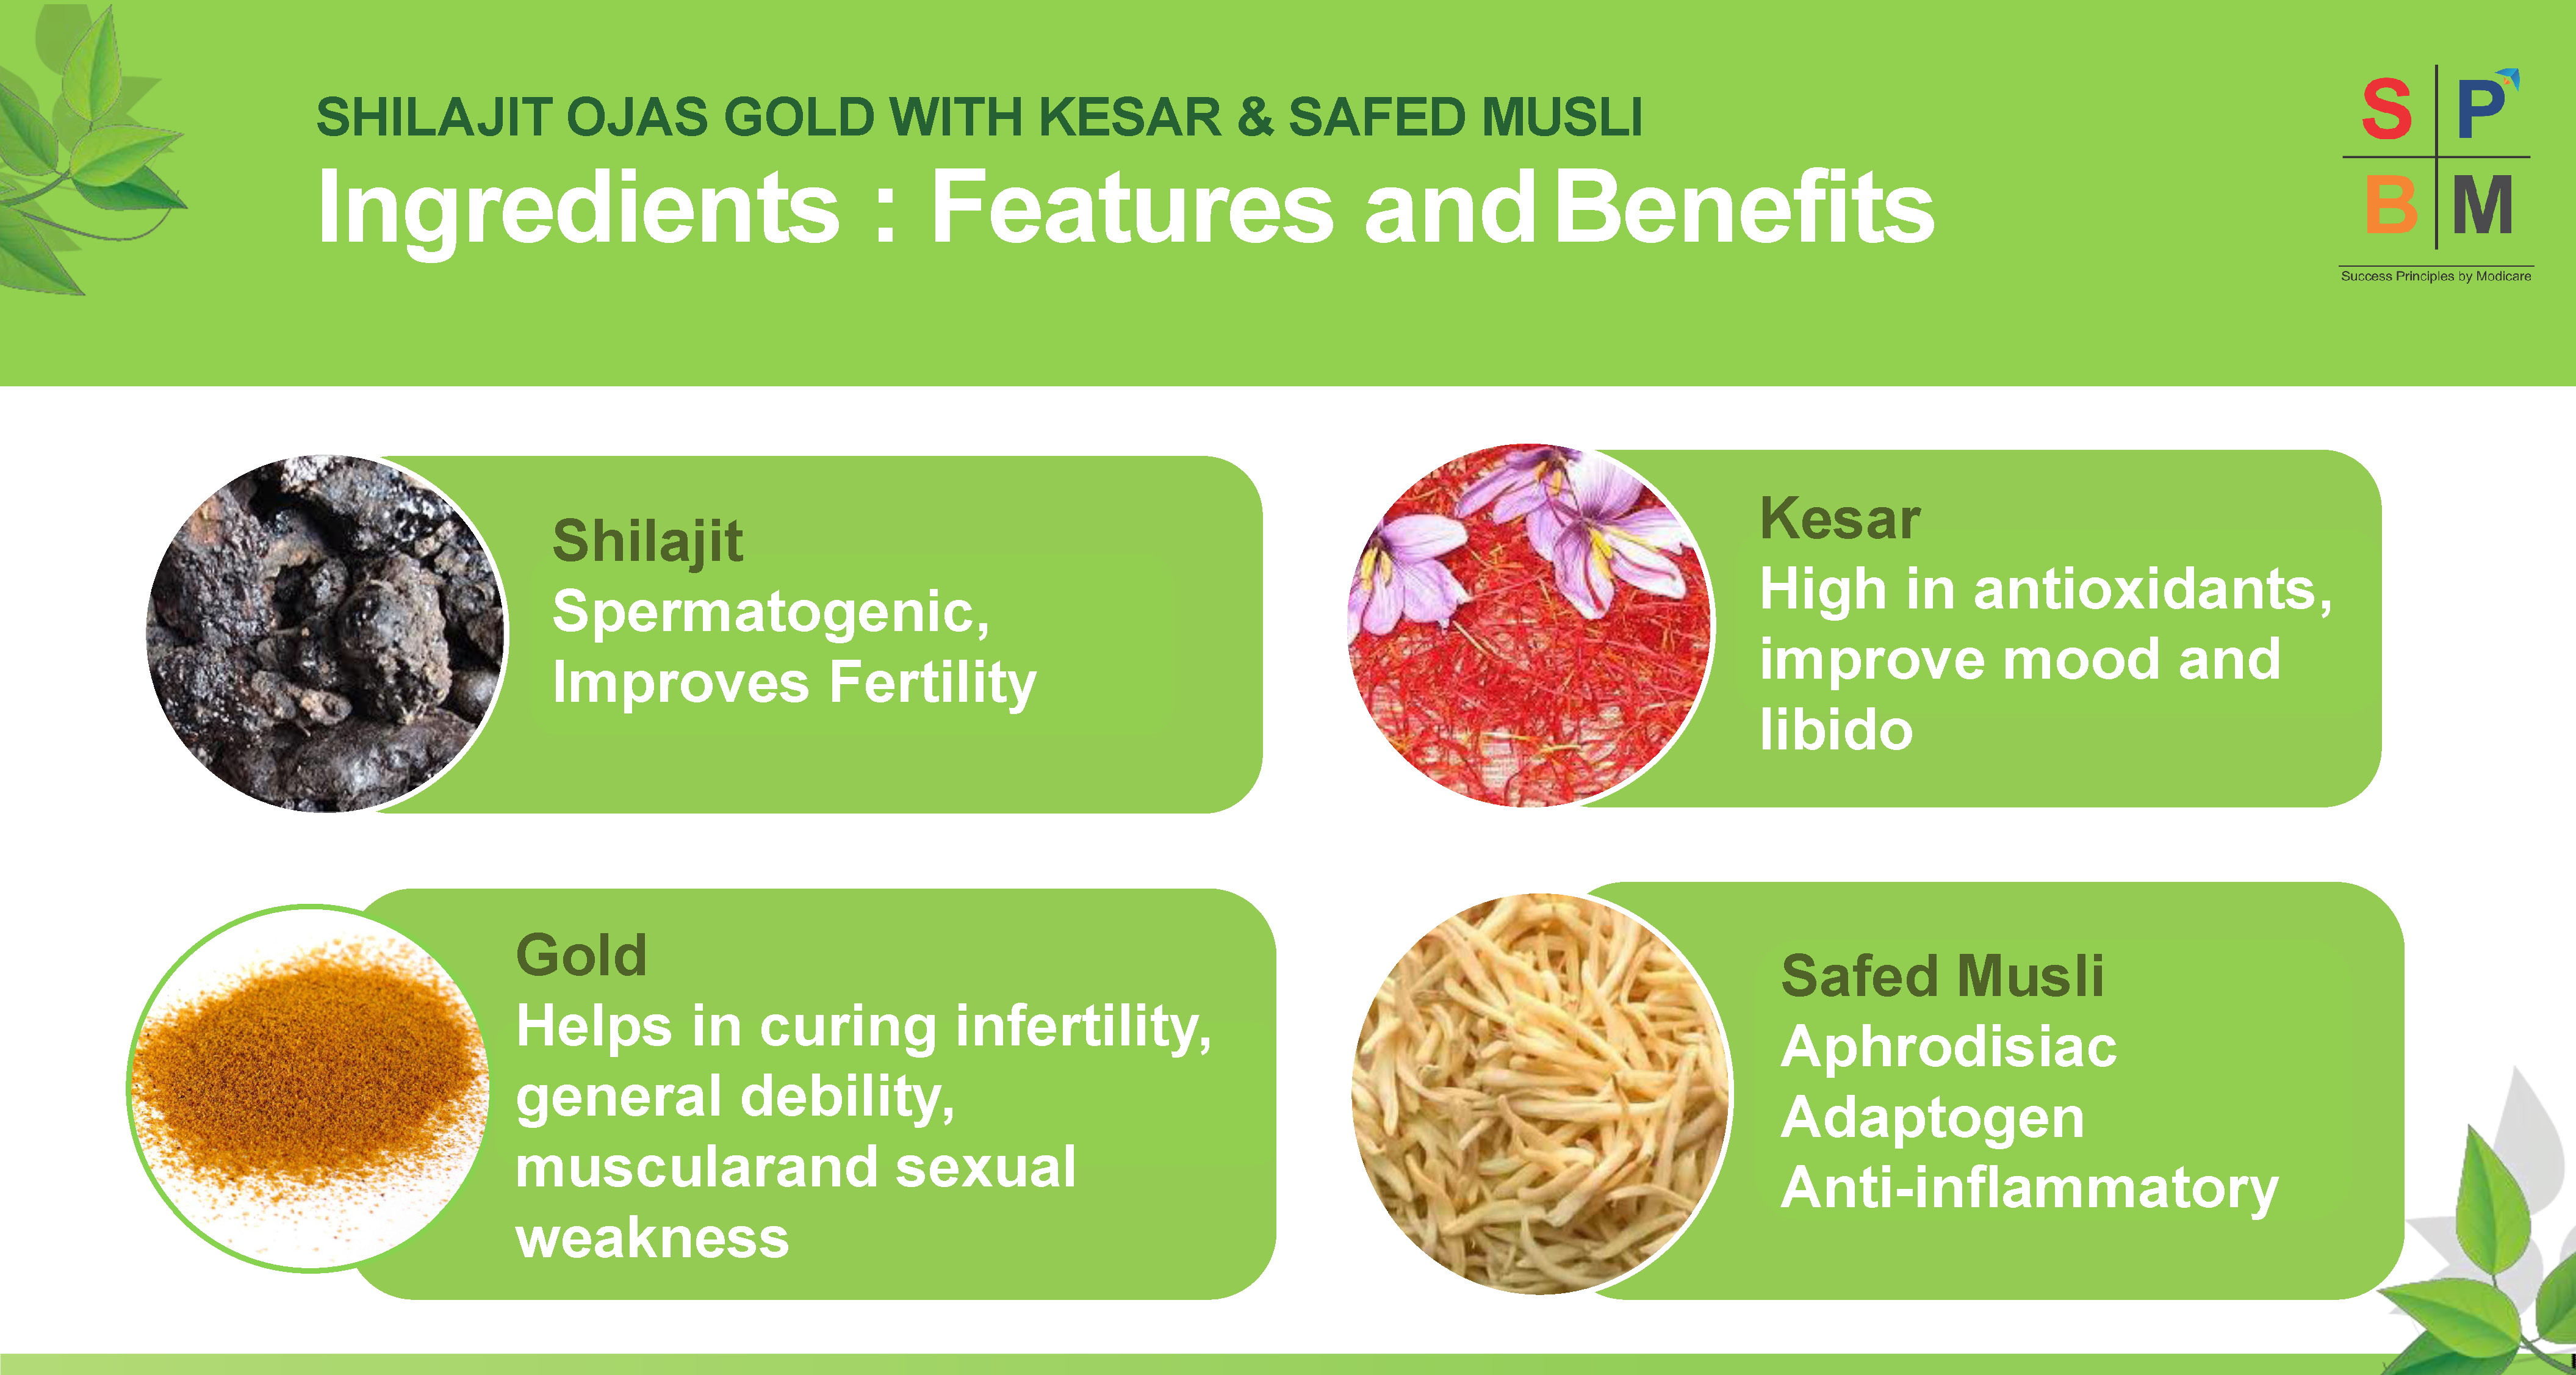 SHILAJIT OJAS GOLD WITH KESAR & SAFED MUSLI
Ingredients : Features and Benefits
S P
B M
Success Principles by Modicare
Shilajit
Spermatogenic,
Improves Fertility
Kesar
High in antioxidants,
improve mood and
libido
Gold
Helps in curing infertility,
general debility,
muscularand sexual
weakness
Safed Musli
Aphrodisiac
Adaptogen
Anti-inflammatory